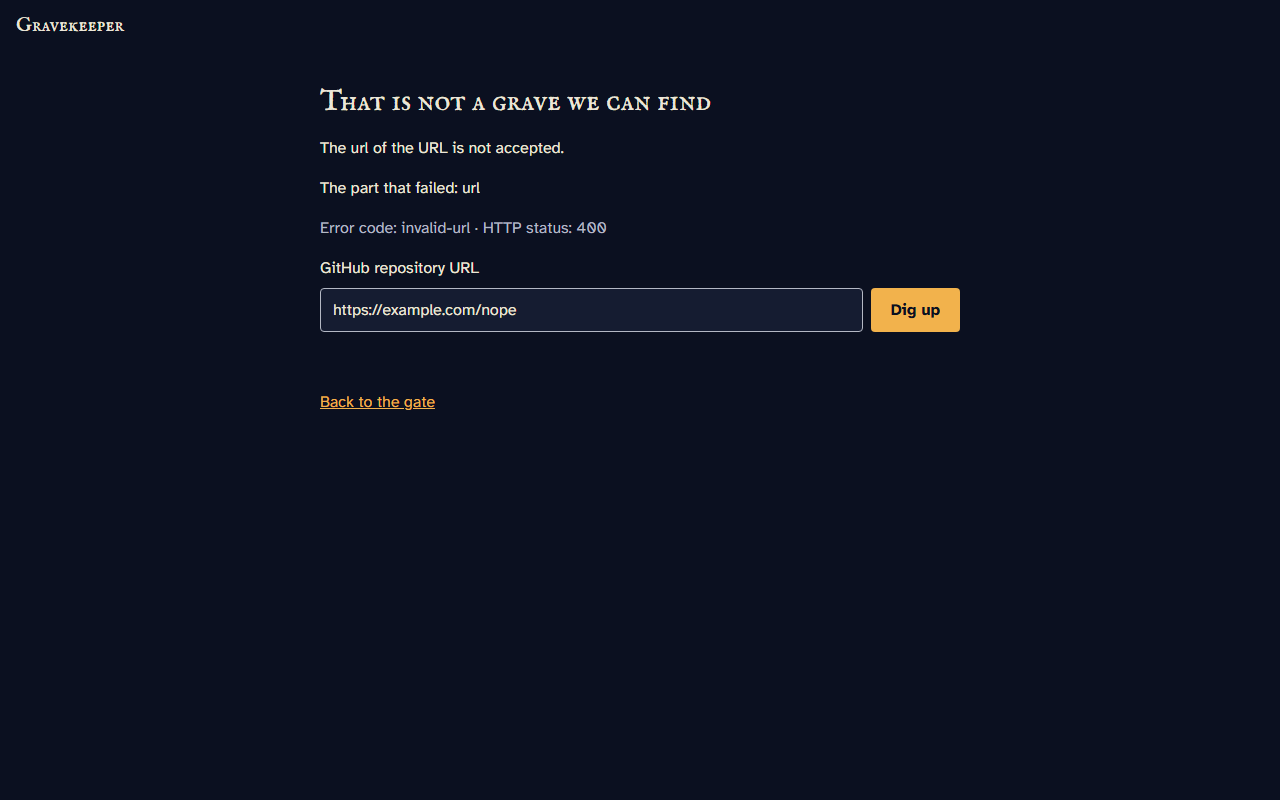 Gravekeeper
That is not a grave we can find
The url of the URL is not accepted.
The part that failed: url
Error code: invalid-url · HTTP status: 400
GitHub repository URL
https://example.com/nope
Dig up
Back to the gate